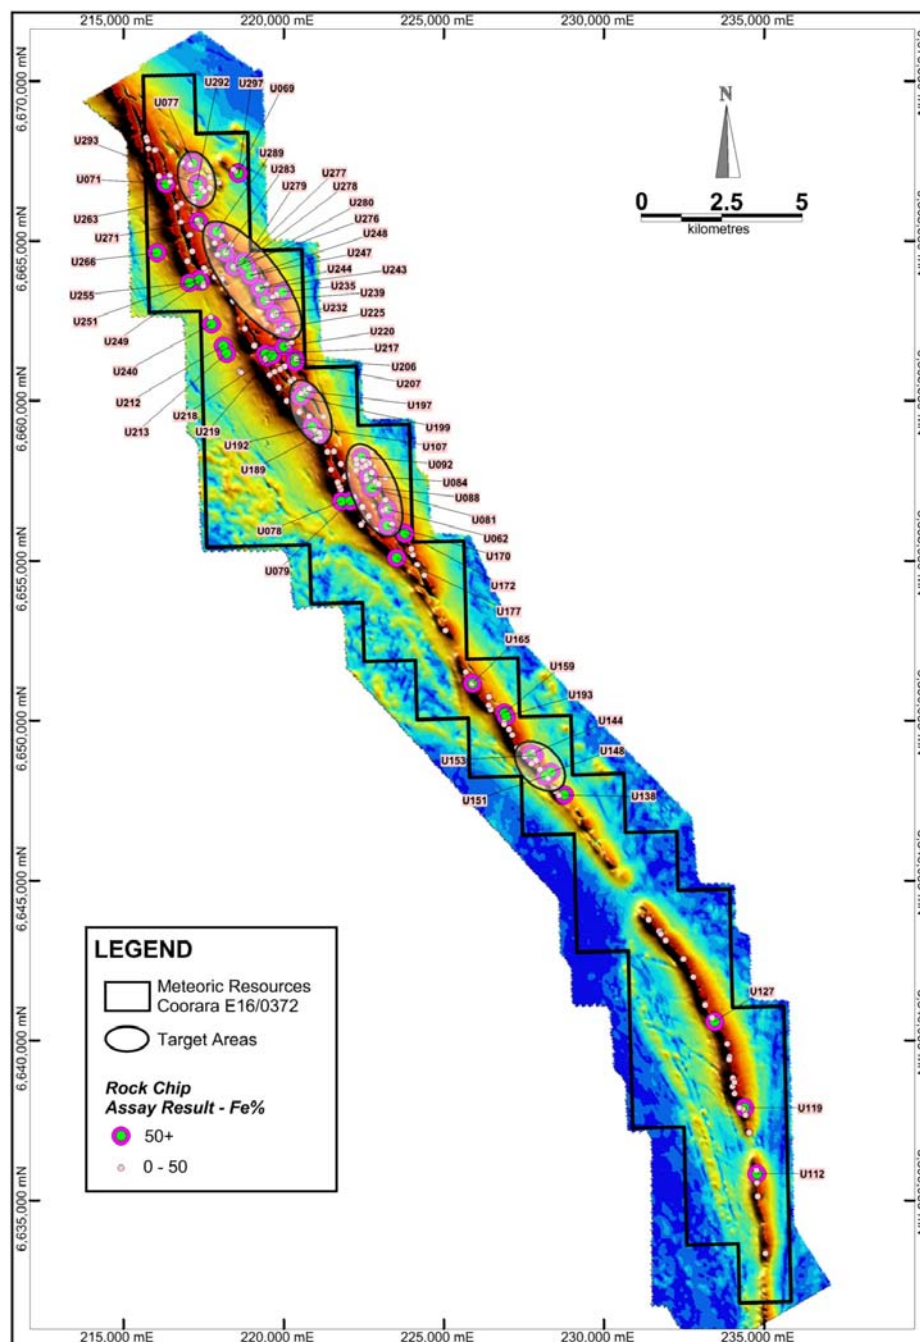 215,000 mE
220,000 mE
225,000 mE
230,000 mE
235,000 mE
6,670,000 mN
6,665,000 mN
6,660,000 mN
6,655,000 mN
6,650,000 mN
6,645,000 mN
6,640,000 mN
6,635,000 mN
N
0 2.5 5
kilometres
U292
U297
U069
U077
U293
U289
U071
U283
U277
U279
U278
U263
U280
U276
U271
U248
U266
U247
U244
U243
U255
U235
U239
U251
U232
U225
U249
U220
U217
U240
U206
U207
U212
U197
U218
U213
U219
U199
U192
U107
U189
U092
U084
U088
U081
U078
U062
U170
U079
U172
U177
U165
U159
U193
U144
U153
U148
U151
U138
U127
U119
U112
LEGEND
Meteoric Resources
Coorara E16/0372
Target Areas
Rock Chip
Assay Result - Fe%
50+
0 - 50
215,000 mE
220,000 mE
225,000 mE
230,000 mE
235,000 mE